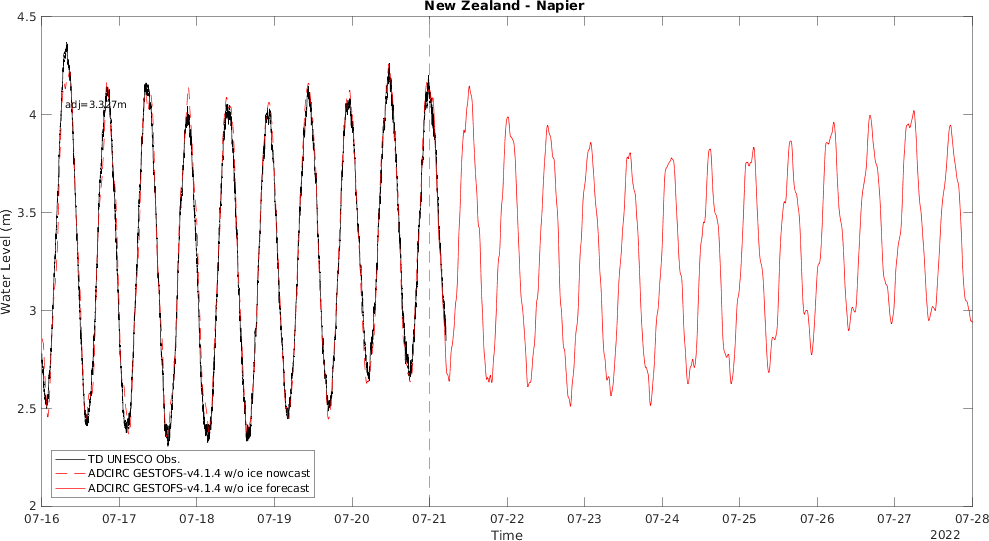 New Zealand - Napier
4.5
4
3.5
3
2.5
2
Water Level (m)
adj=3.327m
TD UNESCO Obs.
ADCIRC GESTOFS-v4.1.4 w/o ice nowcast
ADCIRC GESTOFS-v4.1.4 w/o ice forecast
07-16 07-17 07-18 07-19 07-20 07-21 07-22 07-23 07-24 07-25 07-26 07-27 07-28
Time
2022